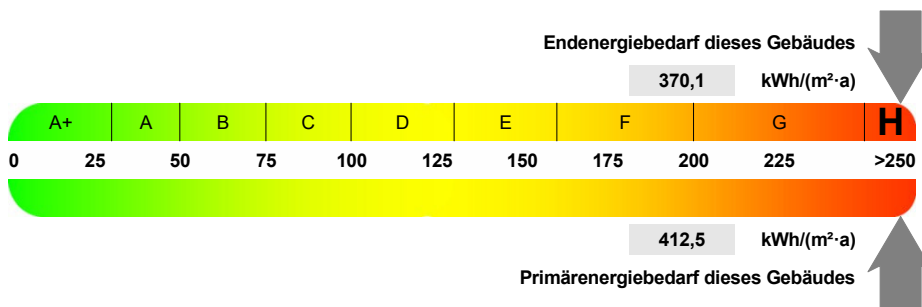 Endenergiebedarf dieses Gebäudes
370,1 kWh/(m²·a)
A+ A B C D E F G H
0 25 50 75 100 125 150 175 200 225 >250
412,5 kWh/(m²·a)
Primärenergiebedarf dieses Gebäudes